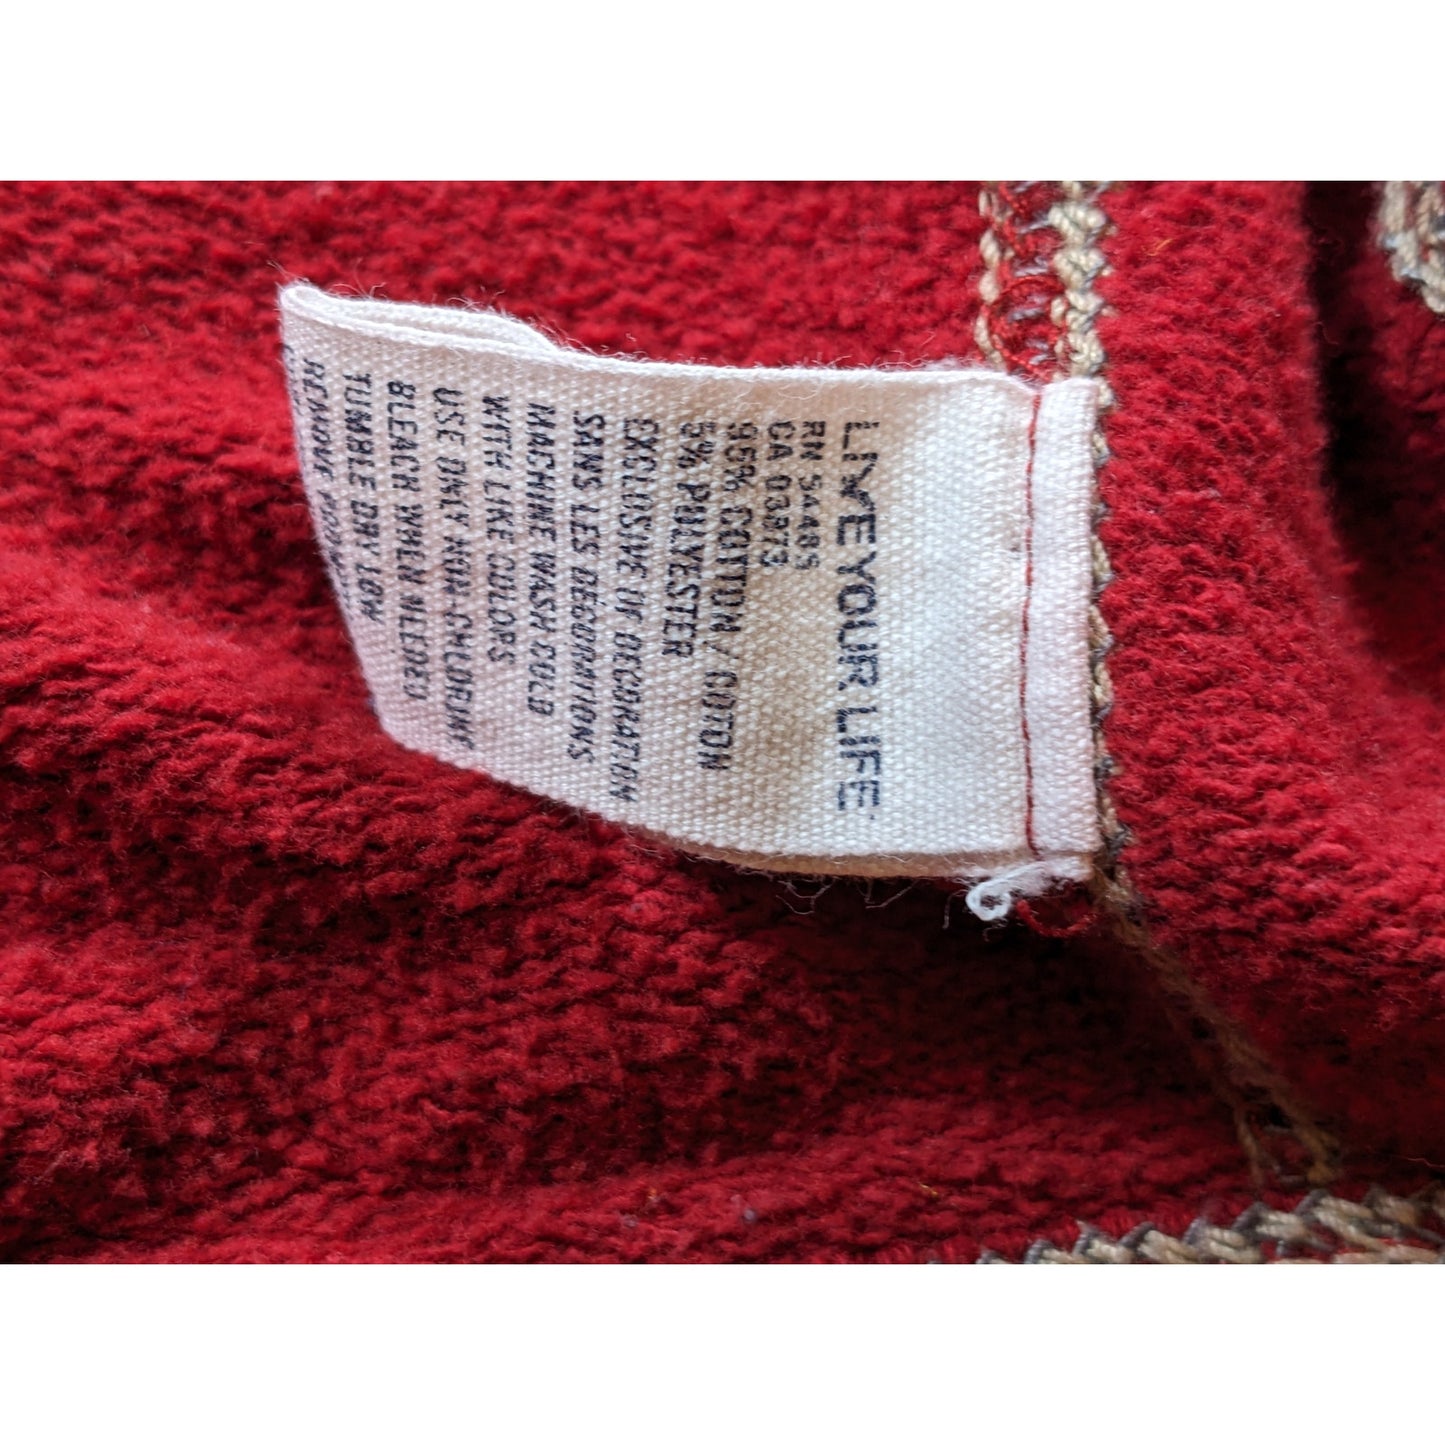 LIVE YOUR LIFE
RN 54485
CA 03873
95% COTTON / COTON
5% POLYESTER
EXCLUSIVE OF DECORATION
SANS LES DECORATIONS
MACHINE WASH COLD
WITH LIKE COLORS
USE ONLY NON-CHLORINE
BLEACH WHEN NEEDED
TUMBLE DRY LOW
REMOVE